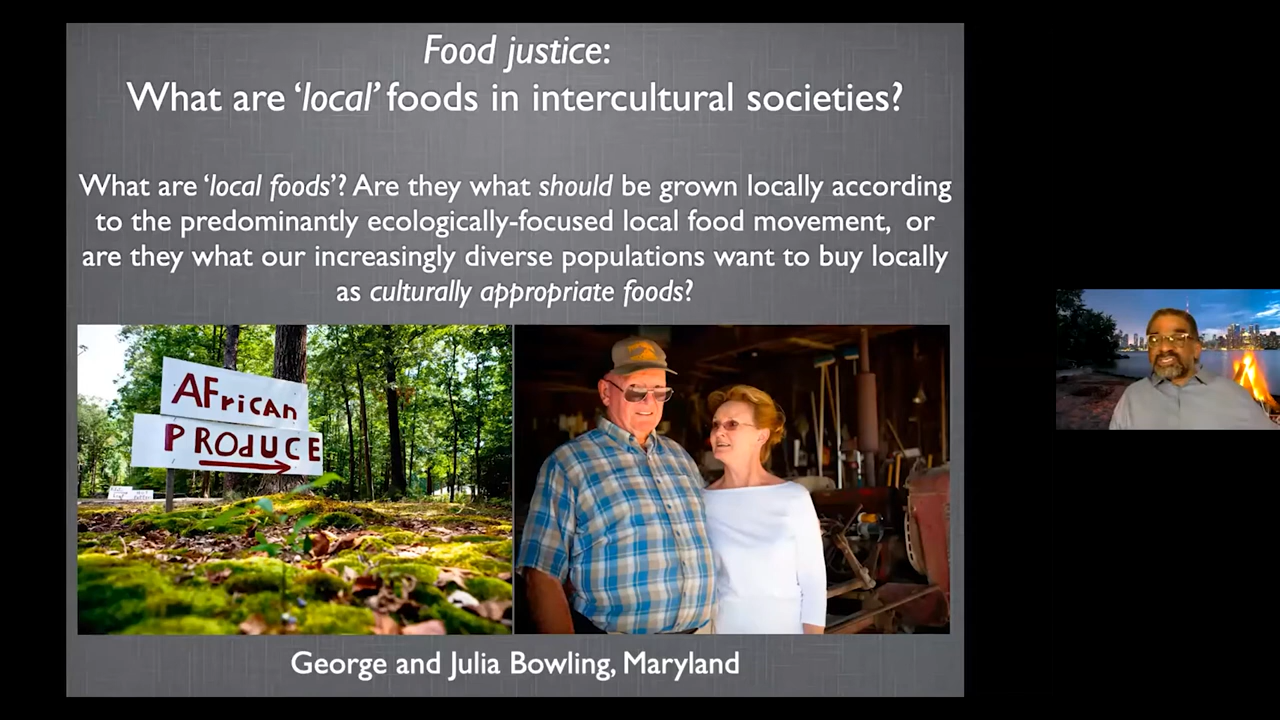 Food justice:
What are ‘local’ foods in intercultural societies?
What are ‘local foods’? Are they what should be grown locally according
to the predominantly ecologically-focused local food movement, or
are they what our increasingly diverse populations want to buy locally
as culturally appropriate foods?
AFricAn
PRODUCE
George and Julia Bowling, Maryland